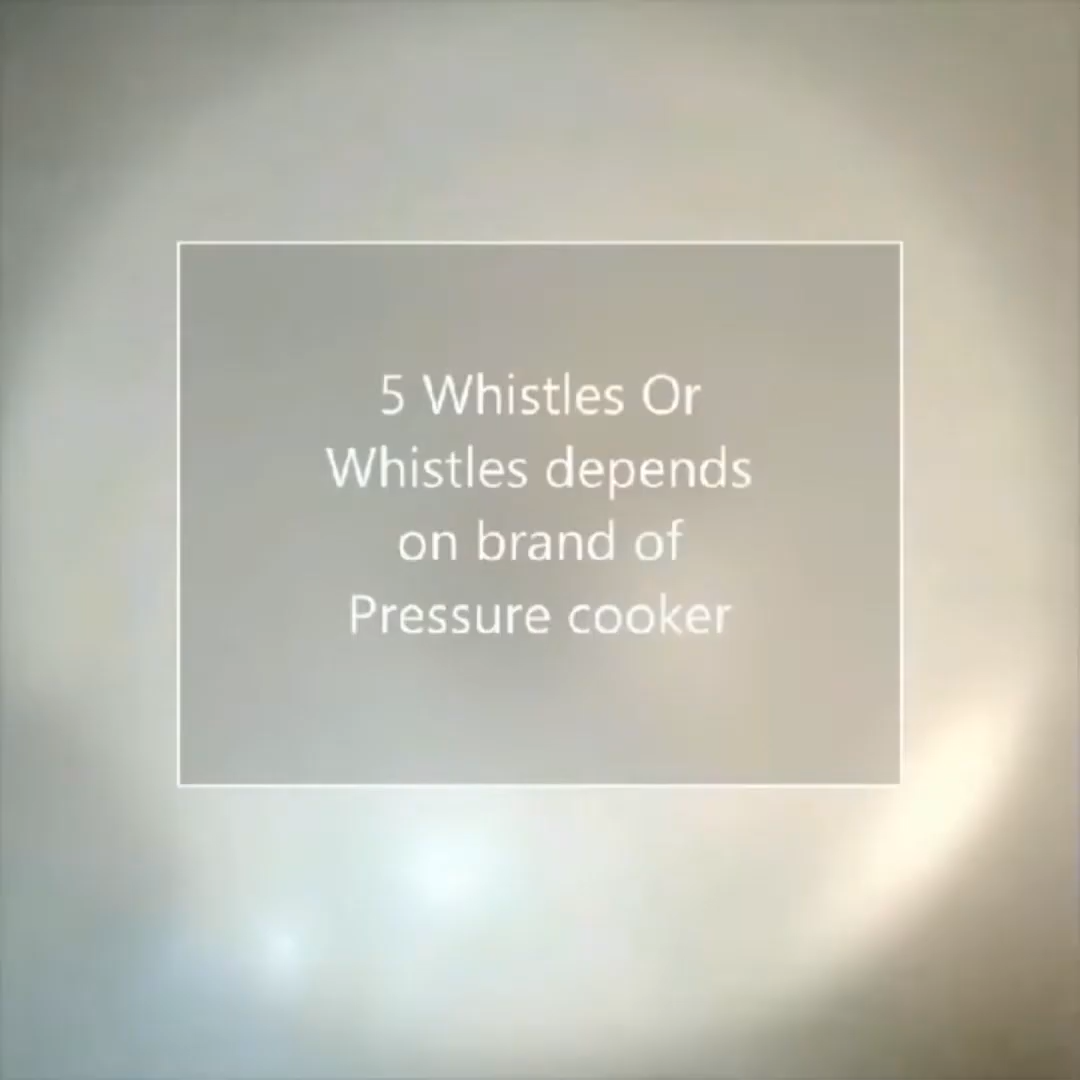 5 Whistles Or
Whistles depends
on brand of
Pressure cooker